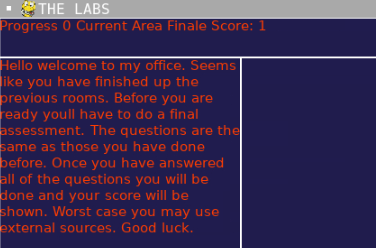 THE LABS
Progress 0 Current Area Finale Score: 1
Hello welcome to my office. Seems
like you have finished up the
previous rooms. Before you are
ready youll have to do a final
assessment. The questions are the
same as those you have done
before. Once you have answered
all of the questions you will be
done and your score will be
shown. Worst case you may use
external sources. Good luck.